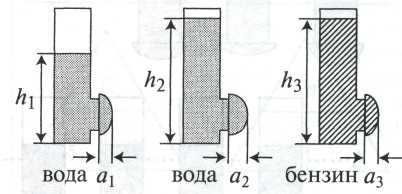 h₁
h₂
h₃
вода a₁
вода a₂
бензин a₃